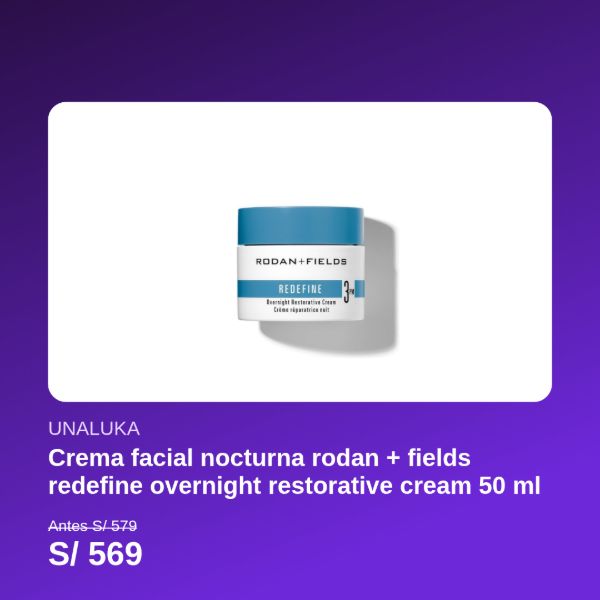 RODAN+FIELDS
REDEFINE
3PM
Overnight Restorative Cream
Crème réparatrice nuit
UNALUKA
Crema facial nocturna rodan + fields
redefine overnight restorative cream 50 ml
Antes S/ 579
S/ 569